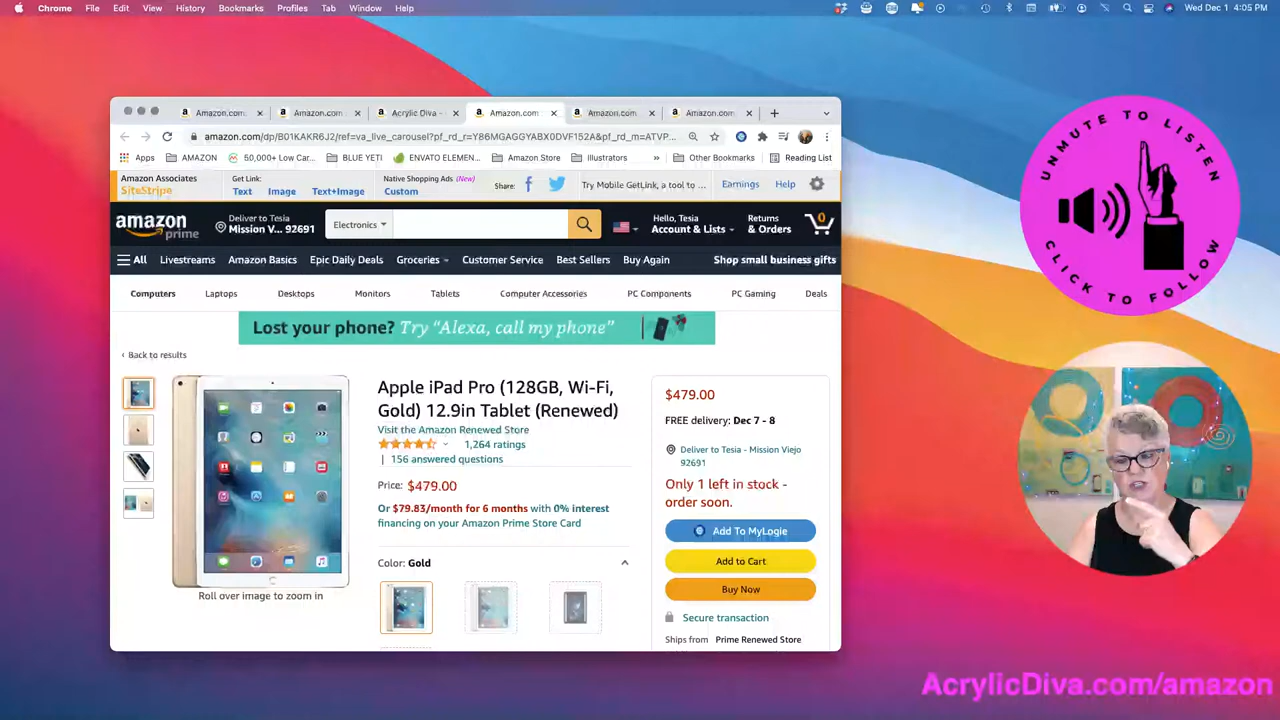 Chrome File Edit View History Bookmarks Profiles Tab Window Help Wed Dec 1 4:05 PM
Amazon.com Amazon.com Acrylic Diva - Amazon.com Amazon.com Amazon.com
amazon.com/dp/B01KAKR6J2/ref=va_live_carousel?pf_rd_r=Y86MGAGGYABX0DVF152A&pf_rd_m=ATVP...
Apps AMAZON 50,000+ Low Car... BLUE YETI ENVATO ELEMEN... Amazon Store Illustrators » Other Bookmarks Reading List
Amazon Associates
SiteStripe
Get Link:
Text Image Text+Image
Native Shopping Ads (New)
Custom
Share: Try Mobile GetLink, a tool to ... Earnings Help
amazon
prime
Deliver to Tesia
Mission V... 92691
Electronics
Hello, Tesia
Account & Lists
Returns
& Orders
0
All Livestreams Amazon Basics Epic Daily Deals Groceries Customer Service Best Sellers Buy Again Shop small business gifts
Computers Laptops Desktops Monitors Tablets Computer Accessories PC Components PC Gaming Deals
Lost your phone? Try “Alexa, call my phone”
‹ Back to results
Apple iPad Pro (128GB, Wi-Fi,
Gold) 12.9in Tablet (Renewed)
Visit the Amazon Renewed Store
1,264 ratings
| 156 answered questions
Price: $479.00
Or $79.83/month for 6 months with 0% interest
financing on your Amazon Prime Store Card
Color: Gold
Roll over image to zoom in
$479.00
FREE delivery: Dec 7 - 8
Deliver to Tesia - Mission Viejo
92691
Only 1 left in stock -
order soon.
Add To MyLogie
Add to Cart
Buy Now
Secure transaction
Ships from Prime Renewed Store
UNMUTE TO LISTEN
CLICK TO FOLLOW
AcrylicDiva.com/amazon